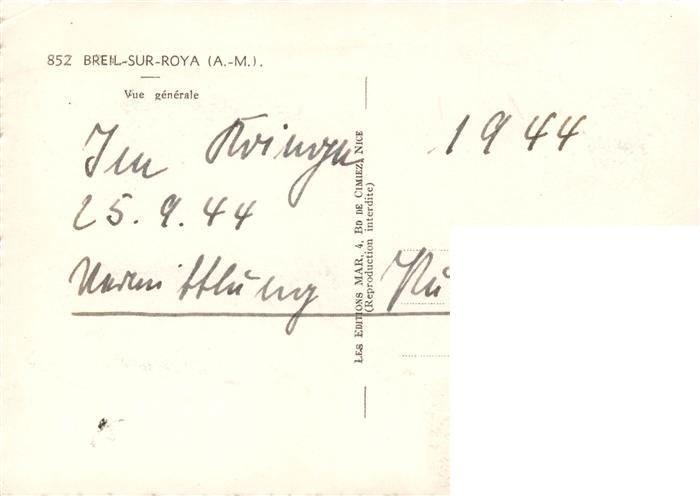 852 BREIL-SUR-ROYA (A.-M.).
Vue générale
Im Kriege 1944
25.9.44
Vermittlung
LES EDITIONS MAR, 4, BD DE CIMIEZ, NICE
(Reproduction interdite)